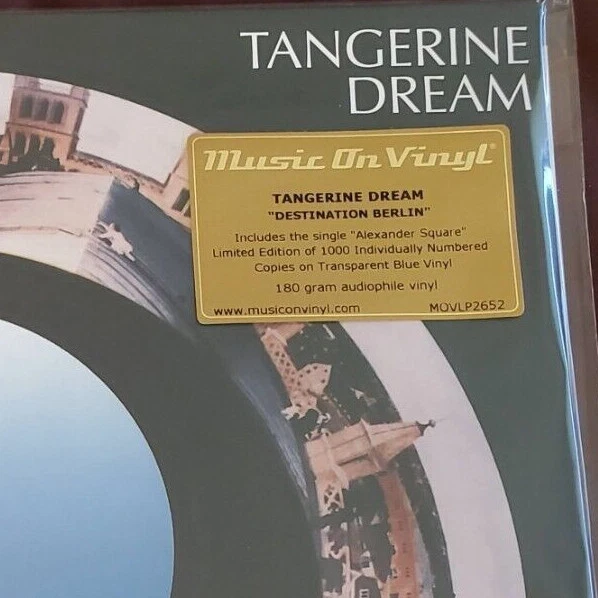 TANGERINE
DREAM
Music On Vinyl®
TANGERINE DREAM
"DESTINATION BERLIN"
Includes the single "Alexander Square"
Limited Edition of 1000 Individually Numbered
Copies on Transparent Blue Vinyl
180 gram audiophile vinyl
www.musiconvinyl.com MOVLP2652